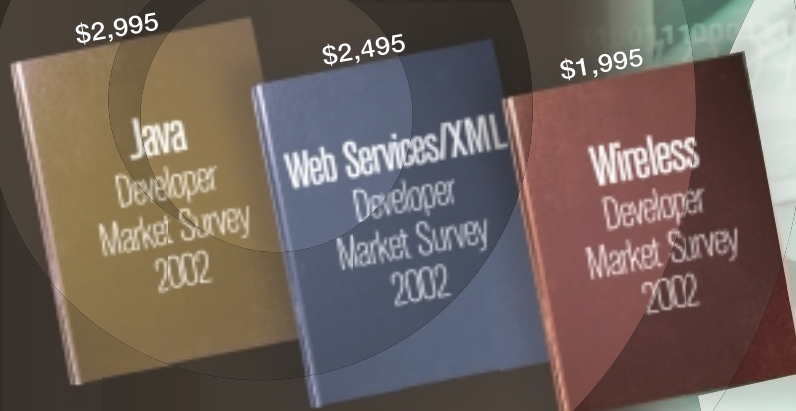 $2,995
Java
Developer
Market Survey
2002
$2,495
Web Services/XML
Developer
Market Survey
2002
$1,995
Wireless
Developer
Market Survey
2002